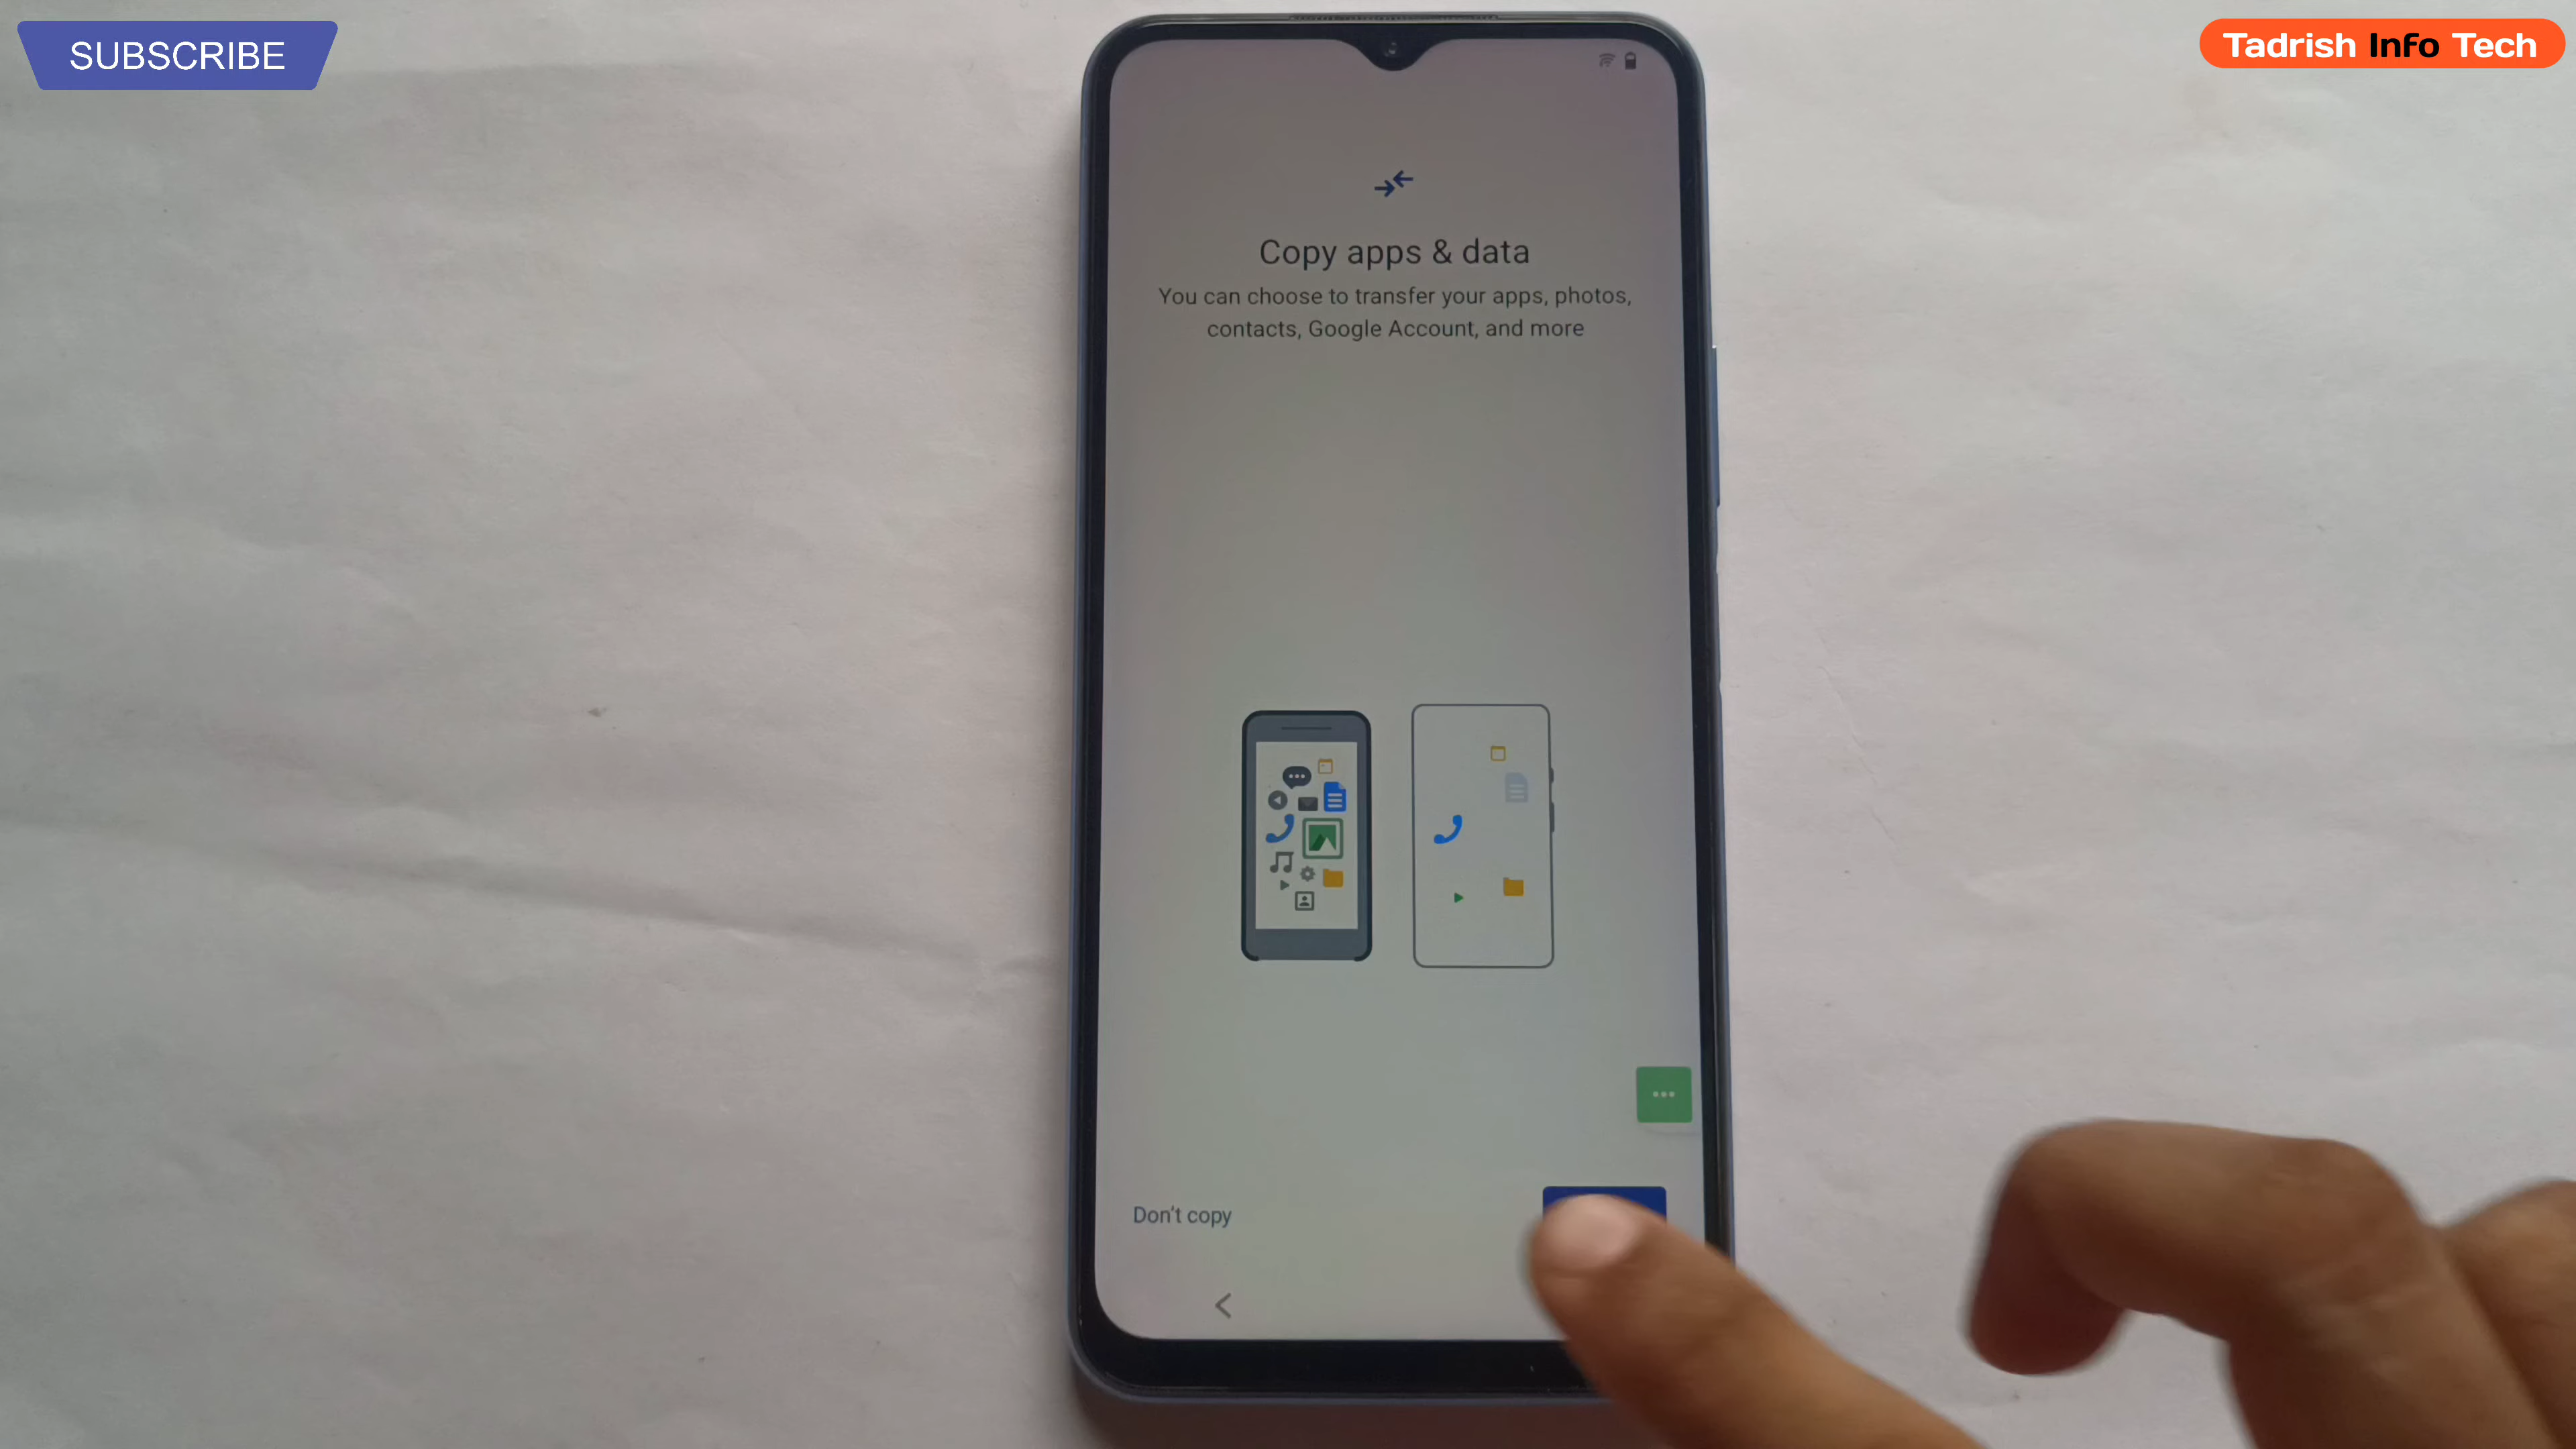 SUBSCRIBE
Tadrish Info Tech
Copy apps & data
You can choose to transfer your apps, photos,
contacts, Google Account, and more
Don't copy